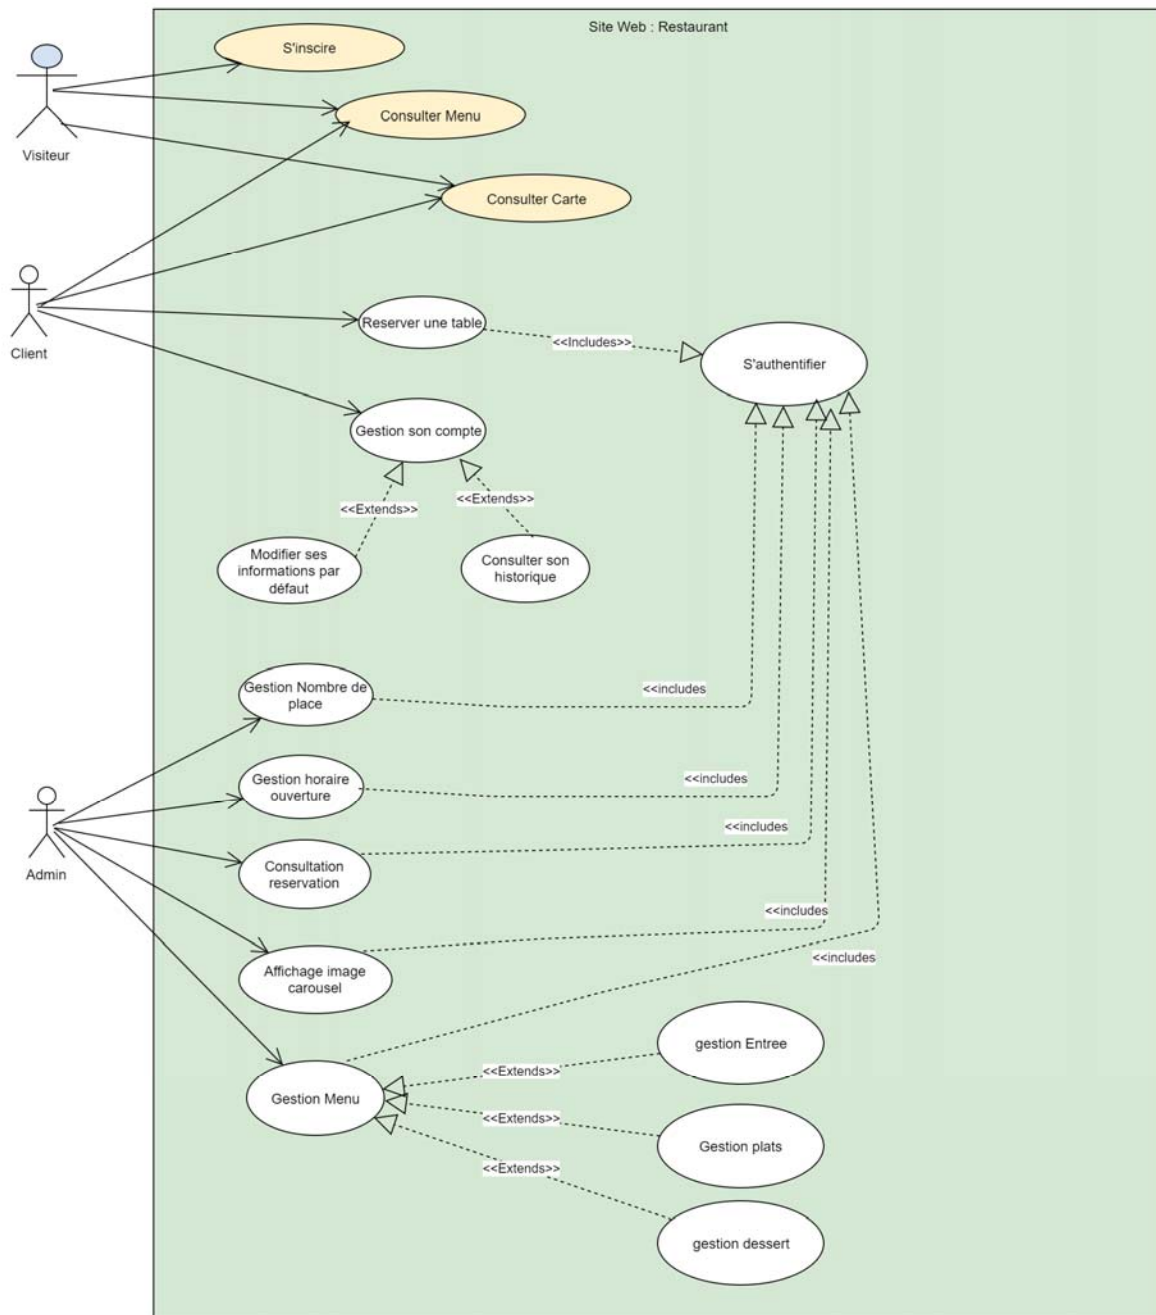 Site Web : Restaurant
S'inscire
Visiteur
Consulter Menu
Consulter Carte
Client
Reserver une table
<<Includes>>
S'authentifier
Gestion son compte
<<Extends>>
<<Extends>>
Modifier ses
informations par
défaut
Consulter son
historique
Gestion Nombre de
place
<<includes
Gestion horaire
ouverture
<<includes
Admin
Consultation
reservation
<<includes
Affichage image
carousel
<<includes
<<includes
Gestion Menu
<<Extends>>
gestion Entree
<<Extends>>
Gestion plats
<<Extends>>
gestion dessert